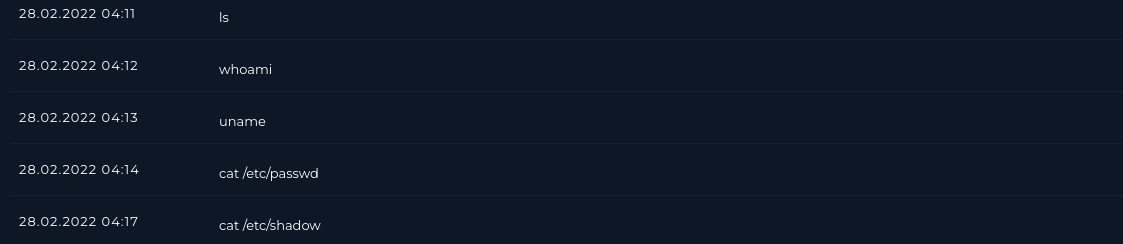 28.02.2022 04:11 ls
28.02.2022 04:12 whoami
28.02.2022 04:13 uname
28.02.2022 04:14 cat /etc/passwd
28.02.2022 04:17 cat /etc/shadow